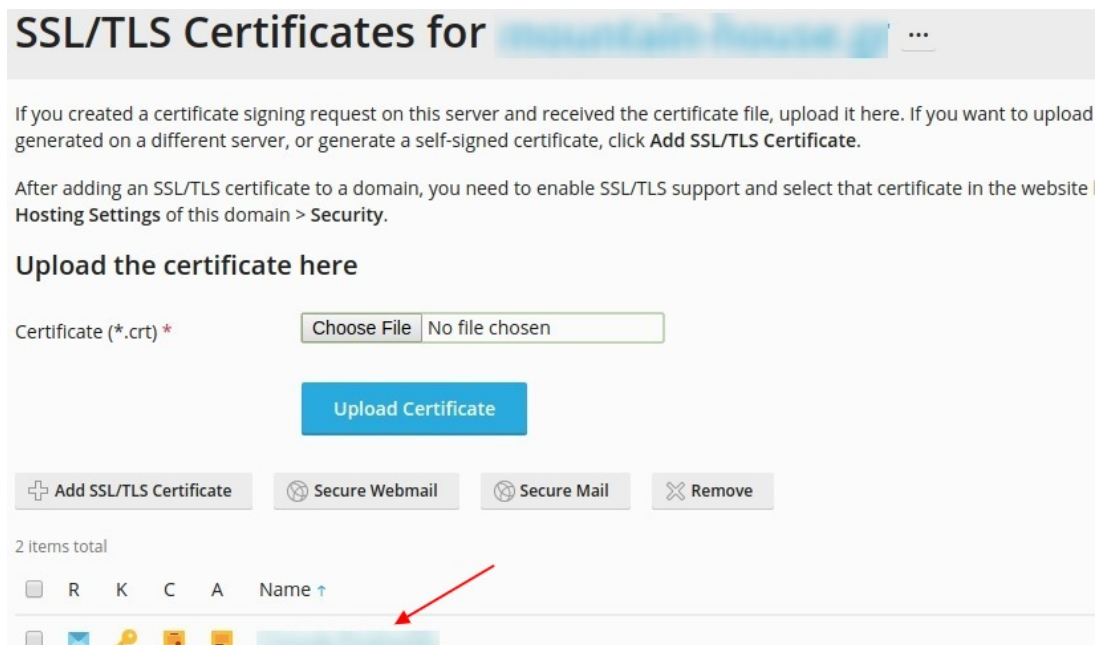 SSL/TLS Certificates for
...
If you created a certificate signing request on this server and received the certificate file, upload it here. If you want to upload
generated on a different server, or generate a self-signed certificate, click Add SSL/TLS Certificate.
After adding an SSL/TLS certificate to a domain, you need to enable SSL/TLS support and select that certificate in the website
Hosting Settings of this domain > Security.
Upload the certificate here
Certificate (*.crt) *
Choose File No file chosen
Upload Certificate
Add SSL/TLS Certificate Secure Webmail Secure Mail Remove
2 items total
R K C A Name ↑